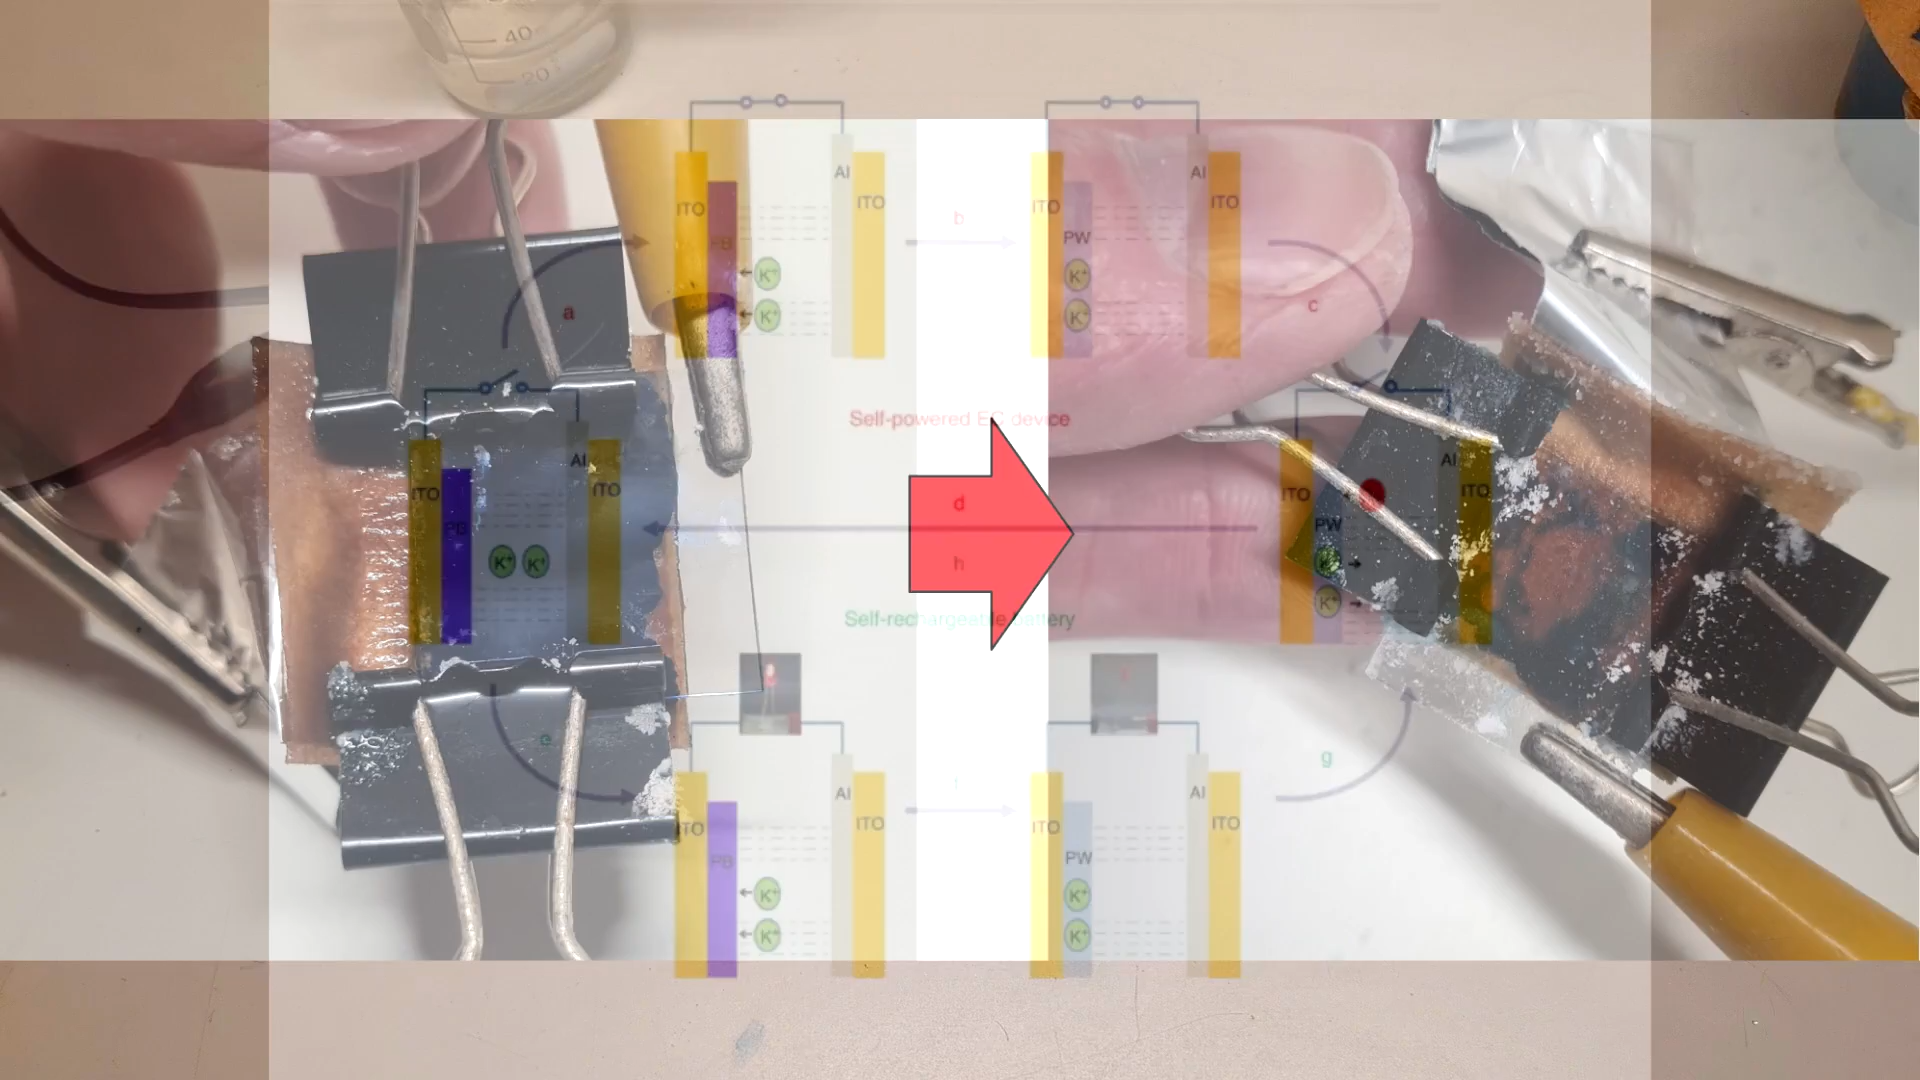 40
20
ITO
PB
K+
K+
Al
ITO
b
ITO
PW
K+
K+
Al
ITO
a
c
Self-powered EC device
ITO
PB
K+
K+
Al
ITO
d
h
ITO
PW
K+
K+
Al
ITO
Self-rechargeable battery
e
g
ITO
PB
K+
K+
Al
ITO
f
ITO
PW
K+
K+
Al
ITO